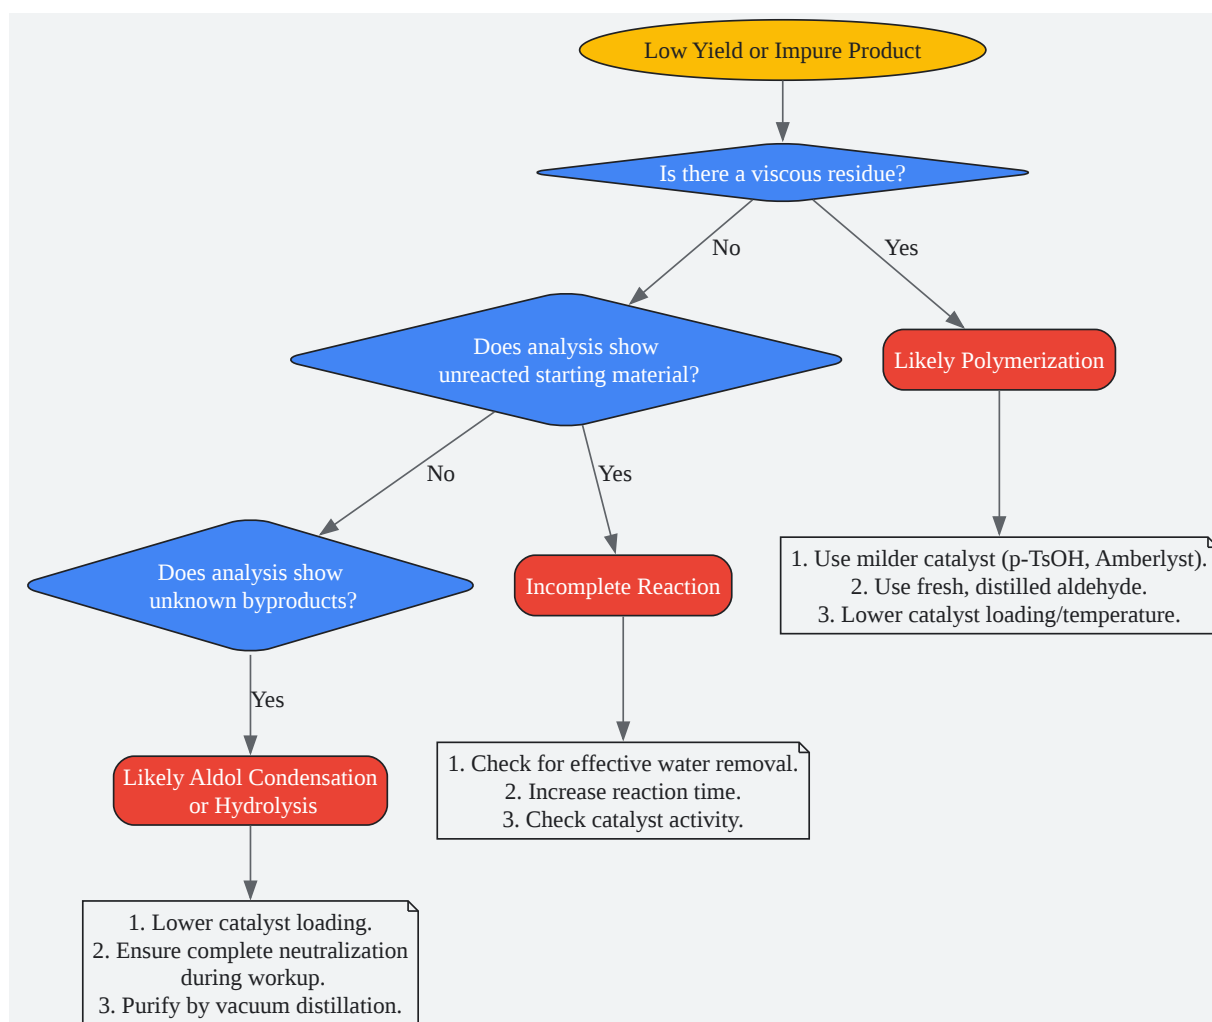 Low Yield or Impure Product
Is there a viscous residue?
No
Yes
Does analysis show
unreacted starting material?
Likely Polymerization
No
Yes
1. Use milder catalyst (p-TsOH, Amberlyst).
2. Use fresh, distilled aldehyde.
3. Lower catalyst loading/temperature.
Does analysis show
unknown byproducts?
Incomplete Reaction
Yes
1. Check for effective water removal.
2. Increase reaction time.
3. Check catalyst activity.
Likely Aldol Condensation
or Hydrolysis
1. Lower catalyst loading.
2. Ensure complete neutralization
during workup.
3. Purify by vacuum distillation.